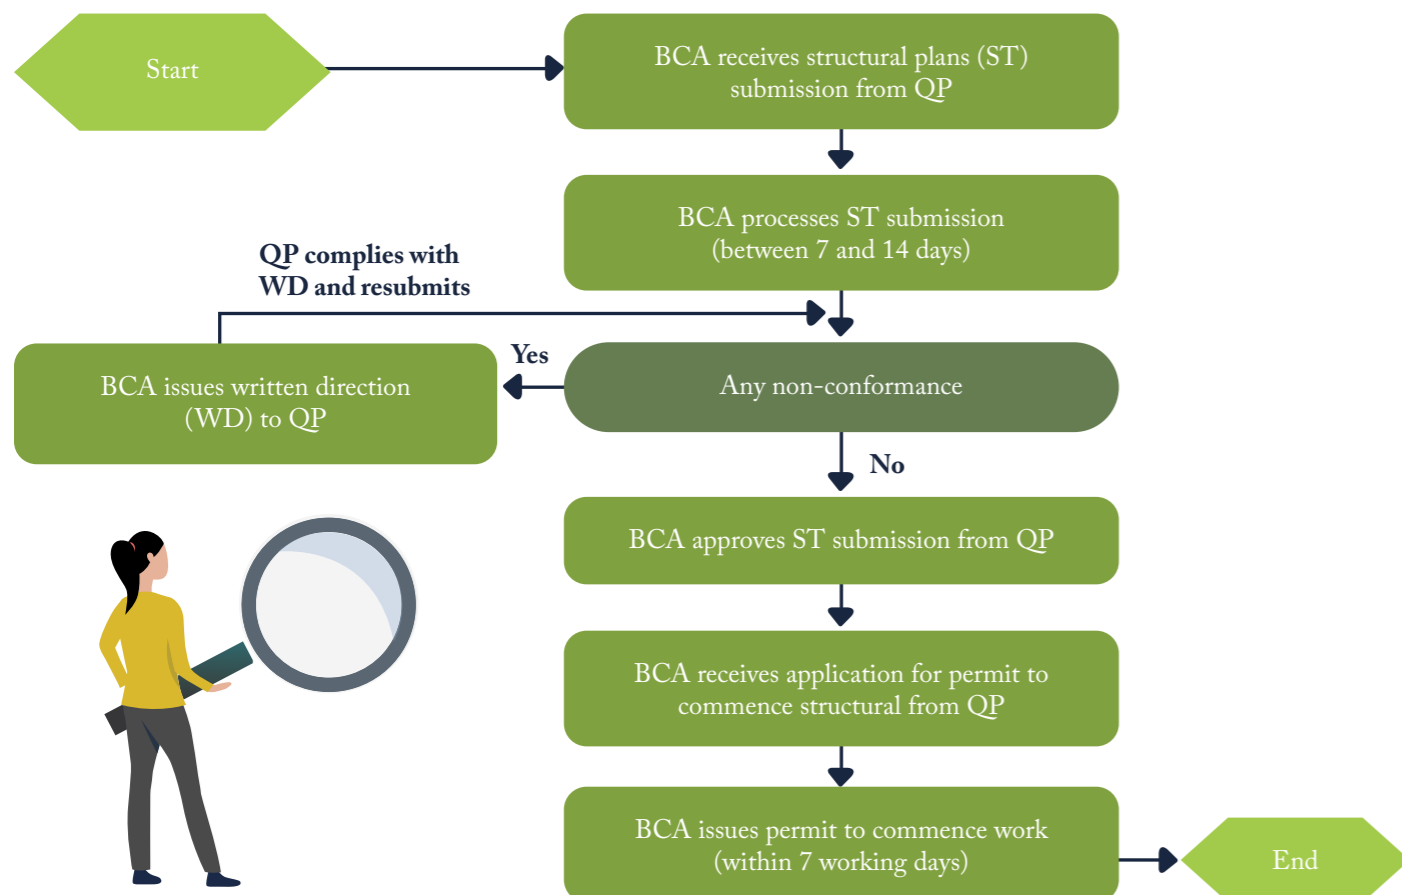 Start
BCA receives structural plans (ST)
submission from QP
BCA processes ST submission
(between 7 and 14 days)
QP complies with
WD and resubmits
Yes
BCA issues written direction
(WD) to QP
Any non-conformance
No
BCA approves ST submission from QP
BCA receives application for permit to
commence structural from QP
BCA issues permit to commence work
(within 7 working days)
End